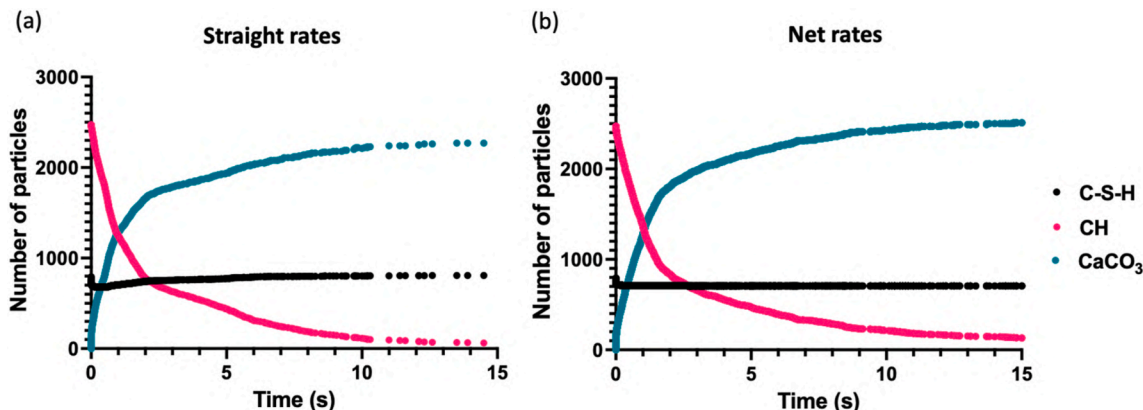 (a)
Straight rates
Number of particles
3000
2000
1000
0
0
5
10
15
Time (s)
(b)
Net rates
Number of particles
3000
2000
1000
0
0
5
10
15
Time (s)
C-S-H
CH
CaCO₃